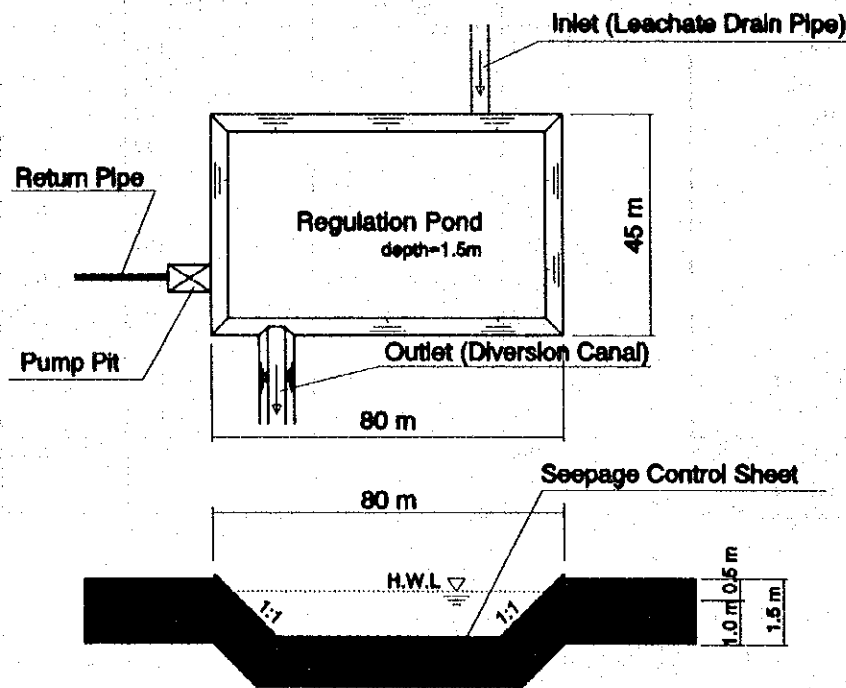 Inlet (Leachate Drain Pipe)
Return Pipe
Regulation Pond
depth=1.5m
45 m
Pump Pit
Outlet (Diversion Canal)
80 m
Seepage Control Sheet
80 m
H.W.L
1:1
1:1
0.5 m
1.0 m
1.5 m